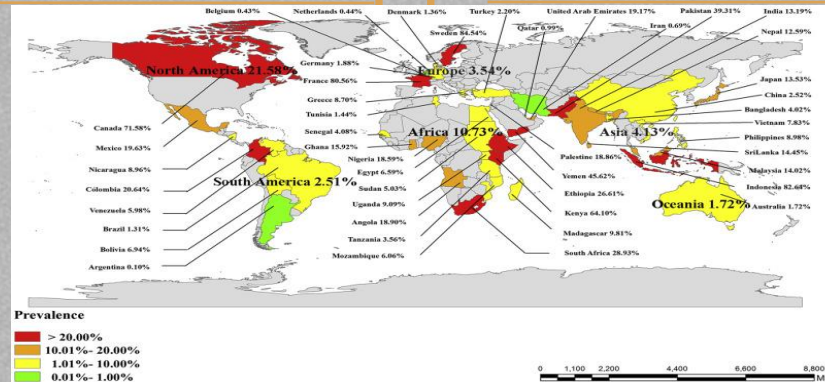 Belgium 0.43%
Netherlands 0.44%
Denmark 1.36%
Turkey 2.20%
United Arab Emirates 19.17%
Pakistan 39.31%
India 13.19%
Sweden 84.54%
Qatar 0.99%
Iran 0.69%
Nepal 12.59%
Germany 1.88%
North America 21.58%
Europe 3.54%
Japan 13.53%
France 80.56%
China 2.52%
Greece 8.70%
Bangladesh 4.02%
Tunisia 1.44%
Vietnam 7.83%
Canada 71.58%
Senegal 4.08%
Africa 10.73%
Asia 4.13%
Philippines 8.98%
Mexico 19.63%
Ghana 15.92%
SriLanka 14.45%
Nigeria 18.59%
Palestine 18.86%
Nicaragua 8.96%
Egypt 6.59%
Malaysia 14.02%
South America 2.51%
Yemen 45.62%
Colombia 20.64%
Sudan 5.03%
Indonesia 82.64%
Ethiopia 26.61%
Oceania 1.72%
Venezuela 5.98%
Uganda 9.09%
Australia 1.72%
Kenya 64.10%
Brazil 1.31%
Angola 18.90%
Madagascar 9.81%
Bolivia 6.94%
Tanzania 3.56%
South Africa 28.93%
Argentina 0.10%
Mozambique 6.06%
Prevalence
> 20.00%
10.01%- 20.00%
1.01%- 10.00%
0.01%- 1.00%
0 1,100 2,200 4,400 6,600 8,800
M